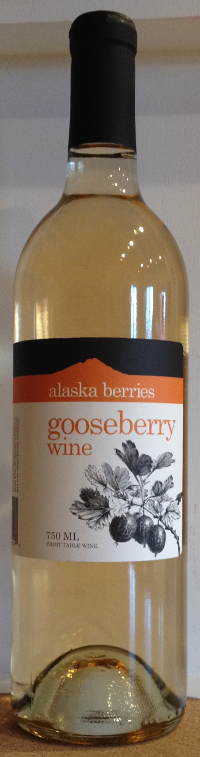 alaska berries
gooseberry
wine
750 ML
FRUIT TABLE WINE